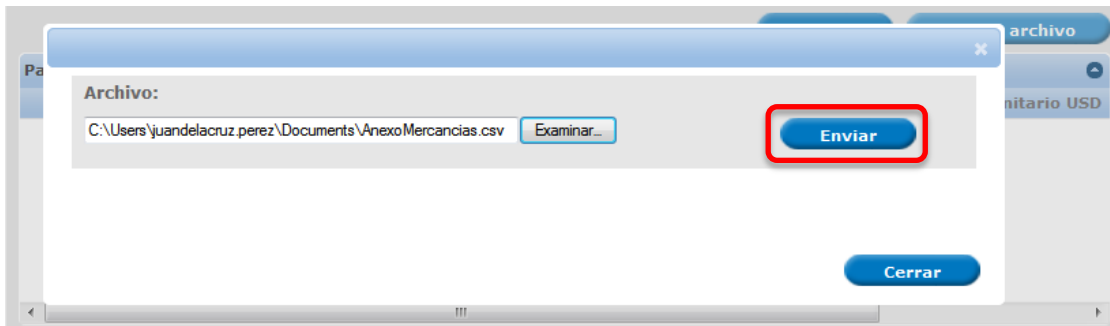 archivo
Pa
nitario USD
Archivo:
C:\Users\juandelacruz.perez\Documents\AnexoMercancias.csv Examinar... Enviar
Cerrar